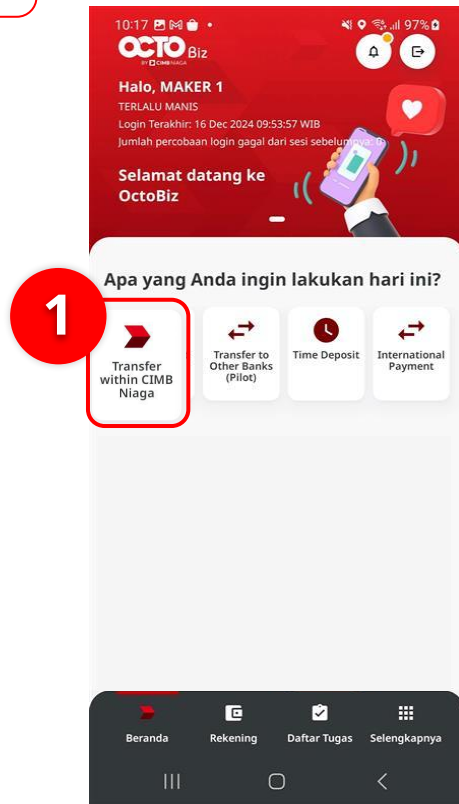 10:17
97%
OCTO Biz
BY CIMB NIAGA
Halo, MAKER 1
TERLALU MANIS
Login Terakhir: 16 Dec 2024 09:53:57 WIB
Jumlah percobaan login gagal dari sesi sebelumnya: 0
Selamat datang ke
OctoBiz
Apa yang Anda ingin lakukan hari ini?
1
Transfer
within CIMB
Niaga
Transfer to
Other Banks
(Pilot)
Time Deposit
International
Payment
Beranda
Rekening
Daftar Tugas
Selengkapnya